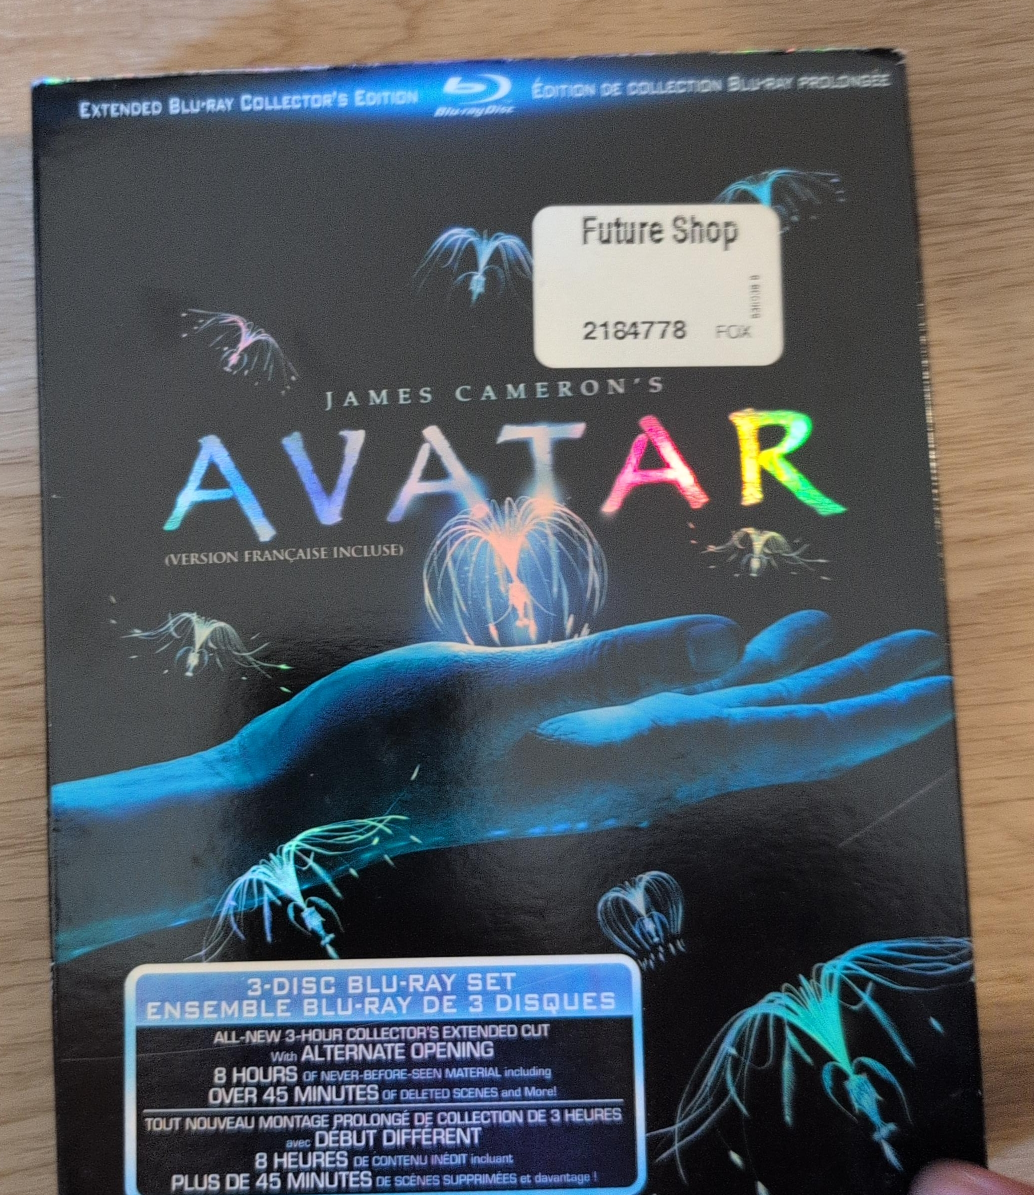 EXTENDED BLU-RAY COLLECTOR'S EDITION
Blu-ray Disc
ÉDITION DE COLLECTION BLU-RAY PROLONGÉE
Future Shop
2184778 FOX
JAMES CAMERON'S
AVATAR
(VERSION FRANÇAISE INCLUSE)
3-DISC BLU-RAY SET
ENSEMBLE BLU-RAY DE 3 DISQUES
ALL-NEW 3-HOUR COLLECTOR'S EXTENDED CUT
With ALTERNATE OPENING
8 HOURS OF NEVER-BEFORE-SEEN MATERIAL including
OVER 45 MINUTES OF DELETED SCENES and More!
TOUT NOUVEAU MONTAGE PROLONGÉ DE COLLECTION DE 3 HEURES
avec DÉBUT DIFFÉRENT
8 HEURES DE CONTENU INÉDIT incluant
PLUS DE 45 MINUTES DE SCÈNES SUPPRIMÉES et davantage !